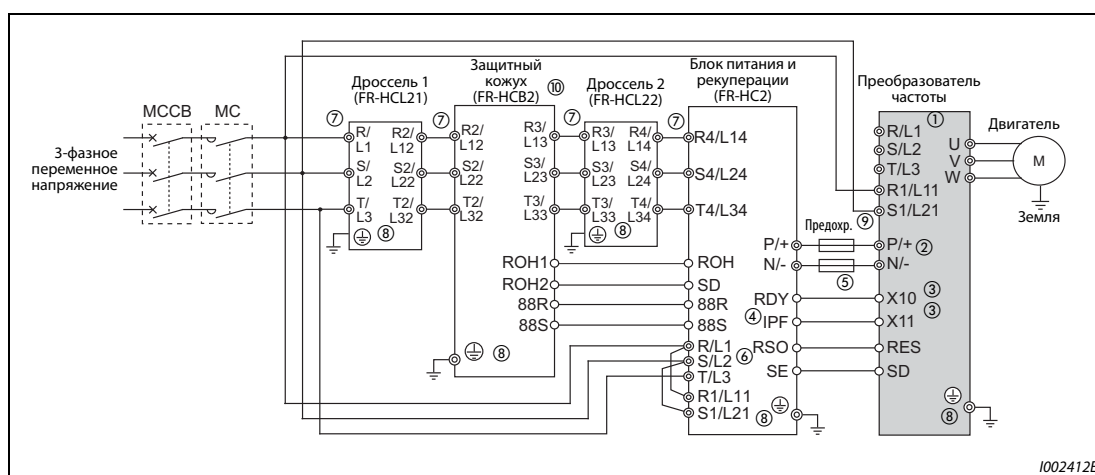 MCCB
MC
3-фазное
переменное
напряжение
Дроссель 1
(FR-HCL21)
⑦
R/
L1
R2/
L12
S/
L2
S2/
L22
T/
L3
T2/
L32
⑧
Защитный
кожух
(FR-HCB2)
⑩
⑦
R2/
L12
R3/
L13
S2/
L22
S3/
L23
T2/
L32
T3/
L33
ROH1
ROH2
88R
88S
⑧
Дроссель 2
(FR-HCL22)
⑦
R3/
L13
R4/
L14
S3/
L23
S4/
L24
T3/
L33
T4/
L34
⑧
Блок питания и
рекуперации
(FR-HC2)
⑦
R4/L14
S4/L24
T4/L34
P/+
N/-
ROH
SD
RDY
88R
④ IPF
88S
R/L1
RSO
S/L2 ⑥
SE
T/L3
R1/L11
S1/L21
⑧
Предохр.
⑤
Преобразователь
частоты
①
R/L1
S/L2
T/L3
U
V
W
R1/L11
⑨
S1/L21
P/+ ②
N/-
X10 ③
③
X11
RES
SD
⑧
Двигатель
M
Земля
I002412E